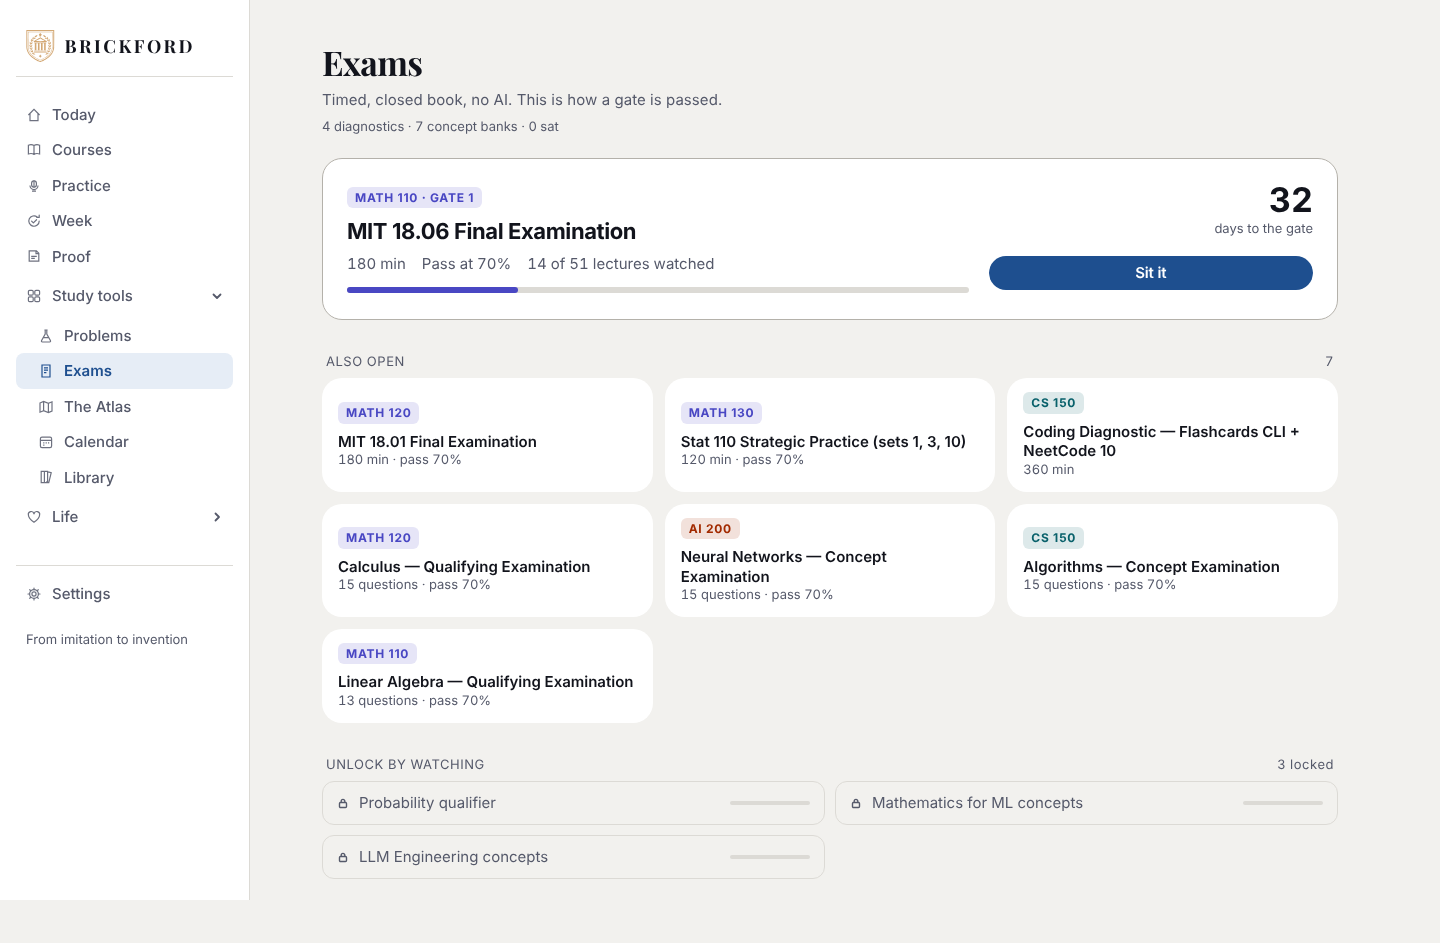 BRICKFORD
Today
Courses
Practice
Week
Proof
Study tools
Problems
Exams
The Atlas
Calendar
Library
Life
Settings
From imitation to invention
Exams
Timed, closed book, no AI. This is how a gate is passed.
4 diagnostics · 7 concept banks · 0 sat
MATH 110 · GATE 1
MIT 18.06 Final Examination
180 min Pass at 70% 14 of 51 lectures watched
32
days to the gate
Sit it
ALSO OPEN 7
MATH 120
MIT 18.01 Final Examination
180 min · pass 70%
MATH 130
Stat 110 Strategic Practice (sets 1, 3, 10)
120 min · pass 70%
CS 150
Coding Diagnostic — Flashcards CLI +
NeetCode 10
360 min
MATH 120
Calculus — Qualifying Examination
15 questions · pass 70%
AI 200
Neural Networks — Concept
Examination
15 questions · pass 70%
CS 150
Algorithms — Concept Examination
15 questions · pass 70%
MATH 110
Linear Algebra — Qualifying Examination
13 questions · pass 70%
UNLOCK BY WATCHING 3 locked
Probability qualifier
Mathematics for ML concepts
LLM Engineering concepts